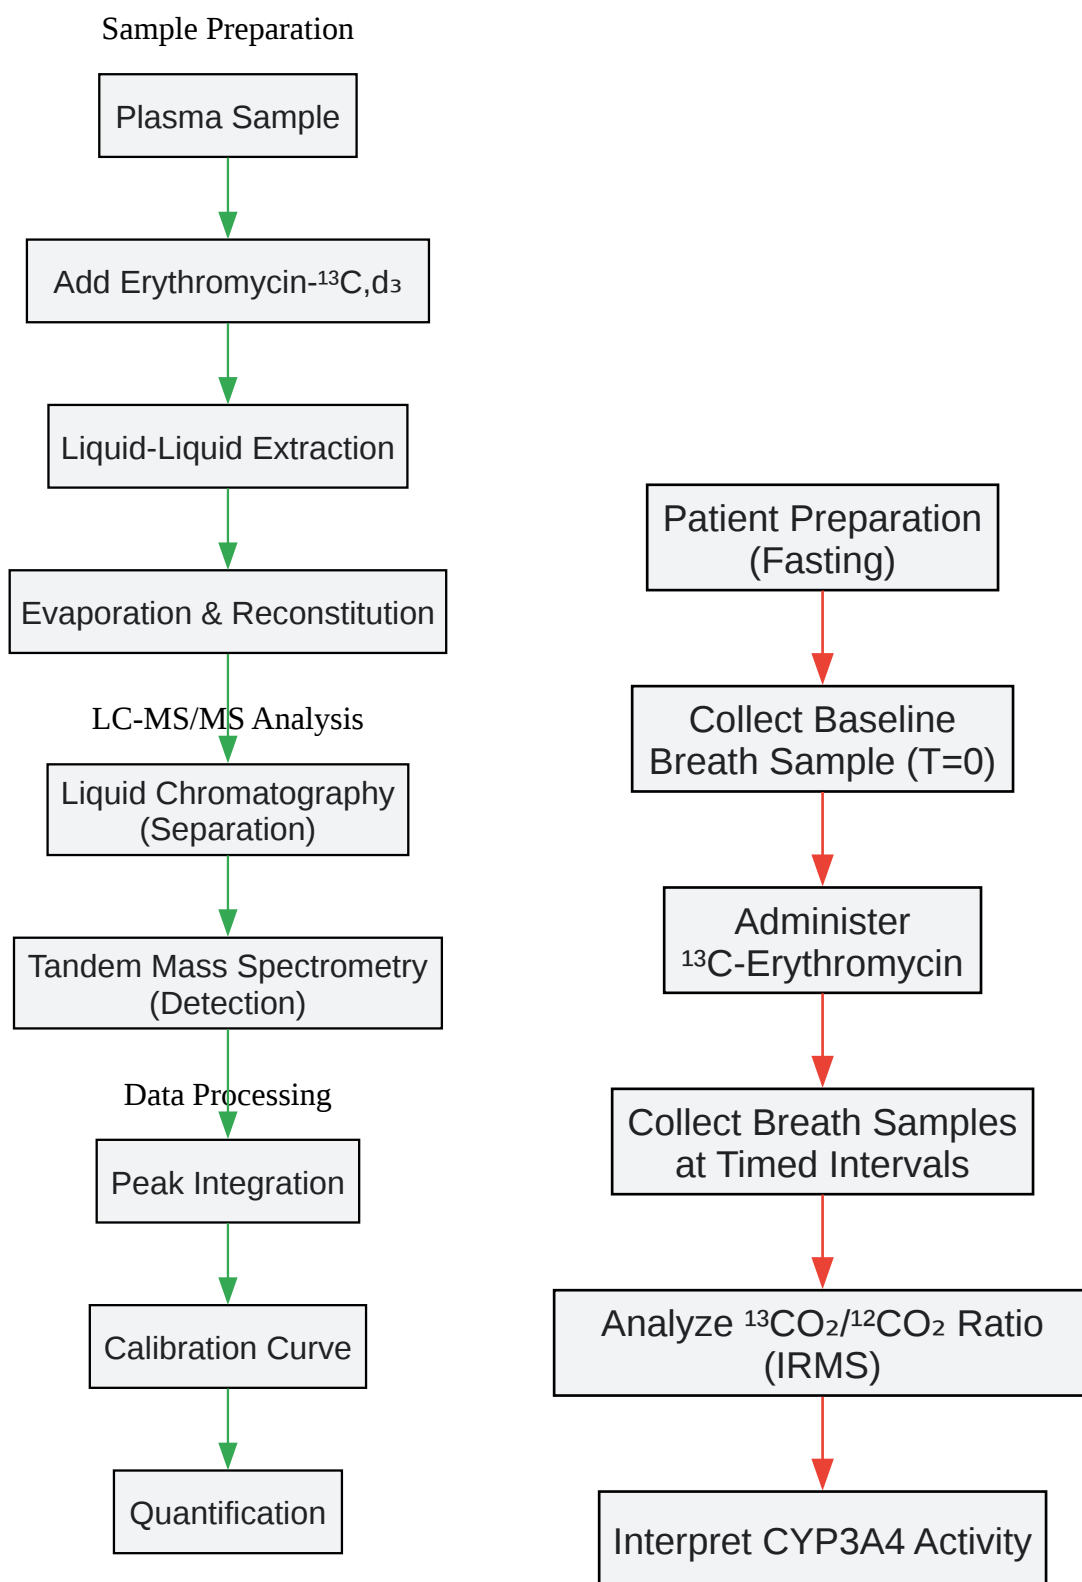 Sample Preparation
Plasma Sample
Add Erythromycin-¹³C,d₃
Liquid-Liquid Extraction
Evaporation & Reconstitution
LC-MS/MS Analysis
Liquid Chromatography
(Separation)
Tandem Mass Spectrometry
(Detection)
Data Processing
Peak Integration
Calibration Curve
Quantification
Patient Preparation
(Fasting)
Collect Baseline
Breath Sample (T=0)
Administer
¹³C-Erythromycin
Collect Breath Samples
at Timed Intervals
Analyze ¹³CO₂/¹²CO₂ Ratio
(IRMS)
Interpret CYP3A4 Activity